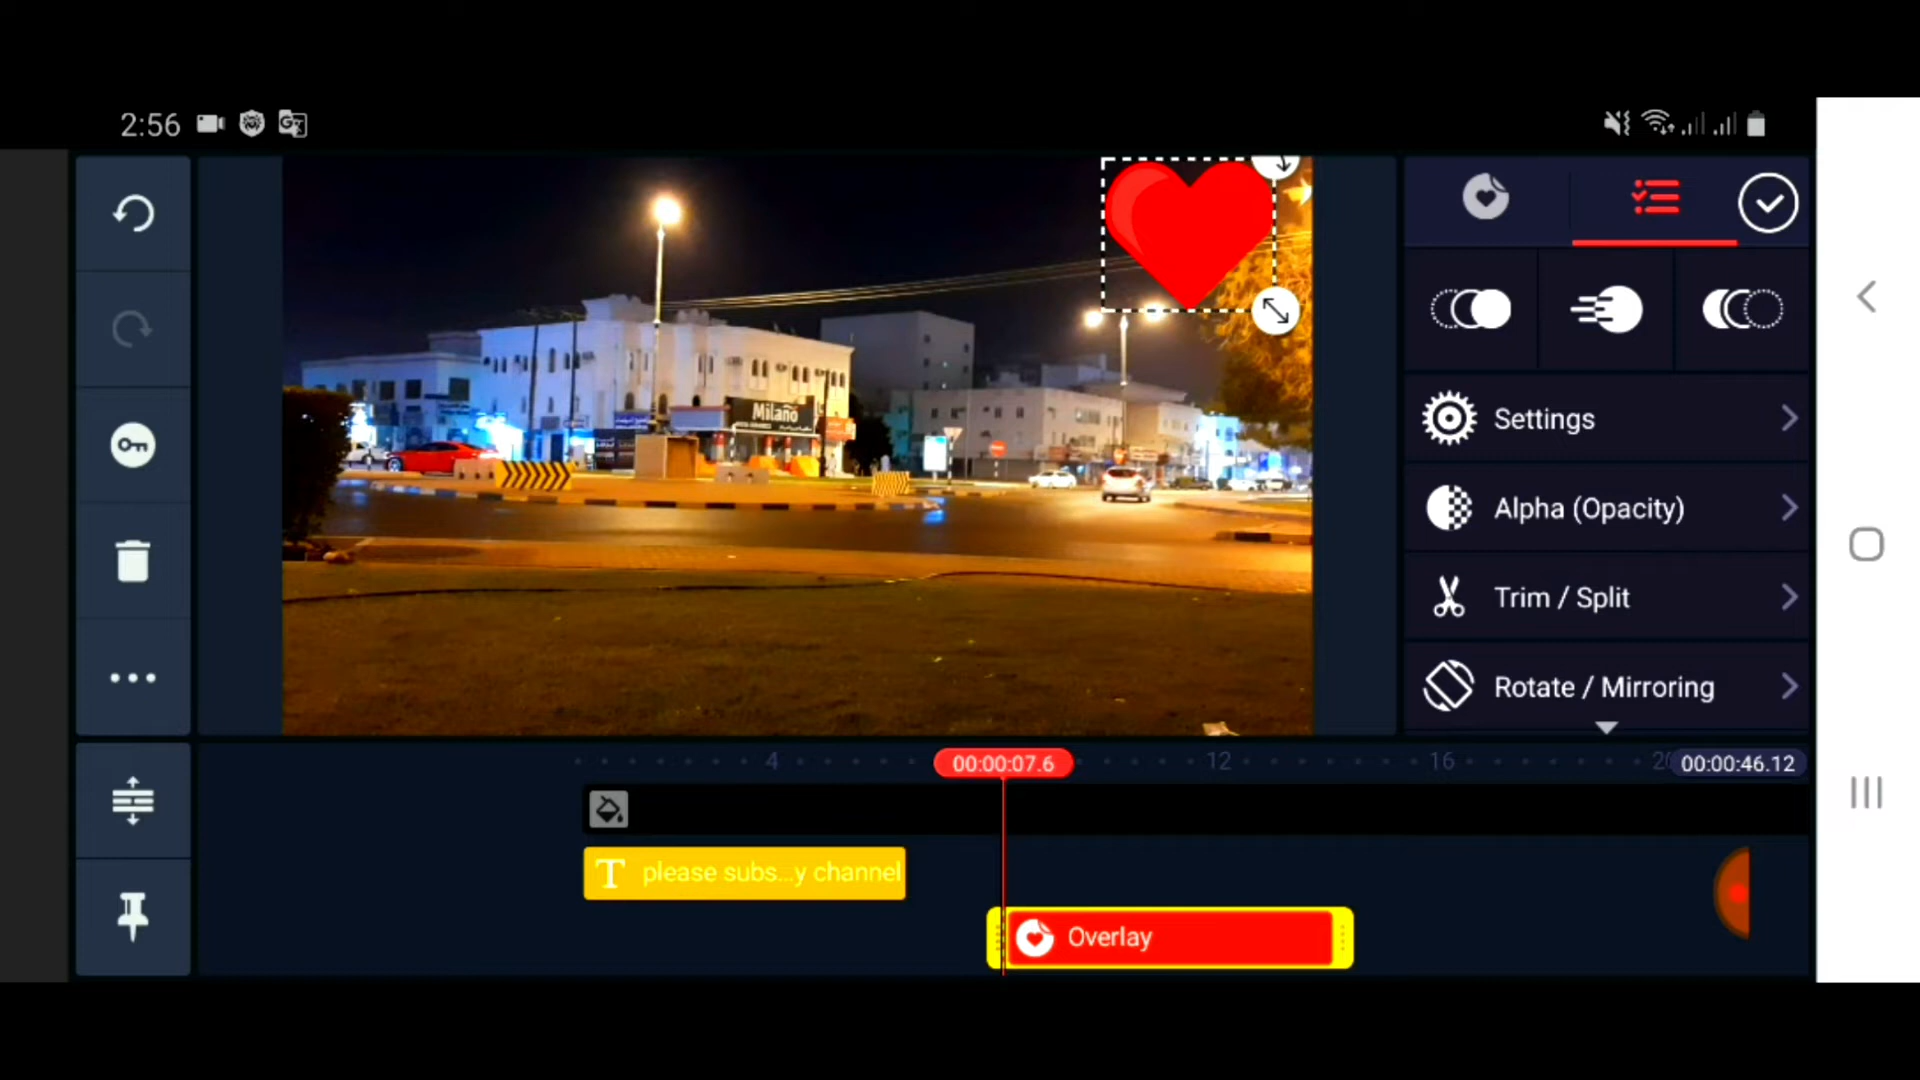 2:56
Milano
Settings
Alpha (Opacity)
Trim / Split
Rotate / Mirroring
4
00:00:07.6
12
16
00:00:46.12
T please subs...y channel
Overlay